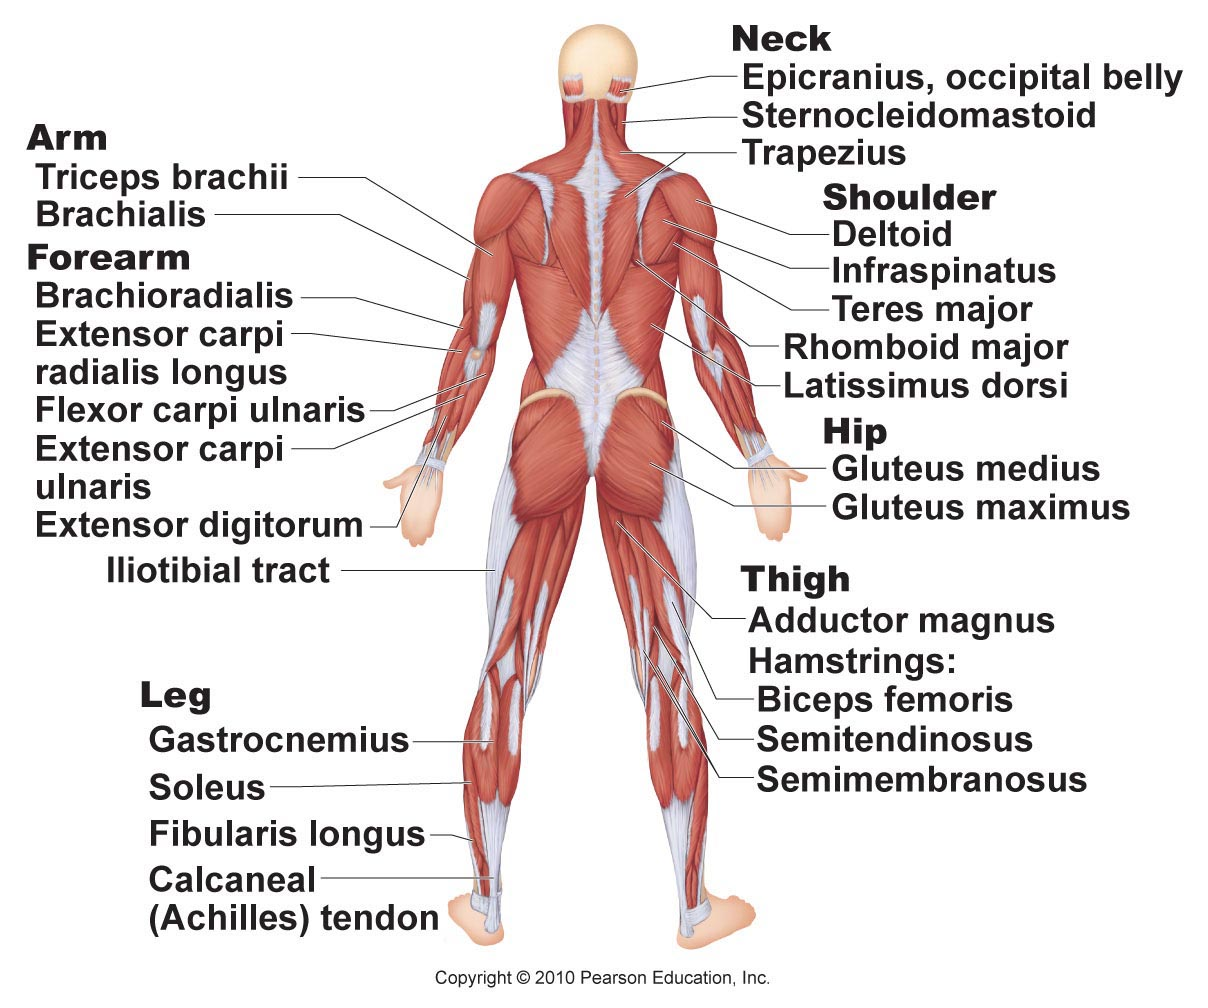 Neck
Epicranius, occipital belly
Sternocleidomastoid
Trapezius
Arm
Triceps brachii
Brachialis
Forearm
Brachioradialis
Extensor carpi
radialis longus
Flexor carpi ulnaris
Extensor carpi
ulnaris
Extensor digitorum
Iliotibial tract
Shoulder
Deltoid
Infraspinatus
Teres major
Rhomboid major
Latissimus dorsi
Hip
Gluteus medius
Gluteus maximus
Thigh
Adductor magnus
Hamstrings:
Biceps femoris
Semitendinosus
Semimembranosus
Leg
Gastrocnemius
Soleus
Fibularis longus
Calcaneal
(Achilles) tendon
Copyright © 2010 Pearson Education, Inc.